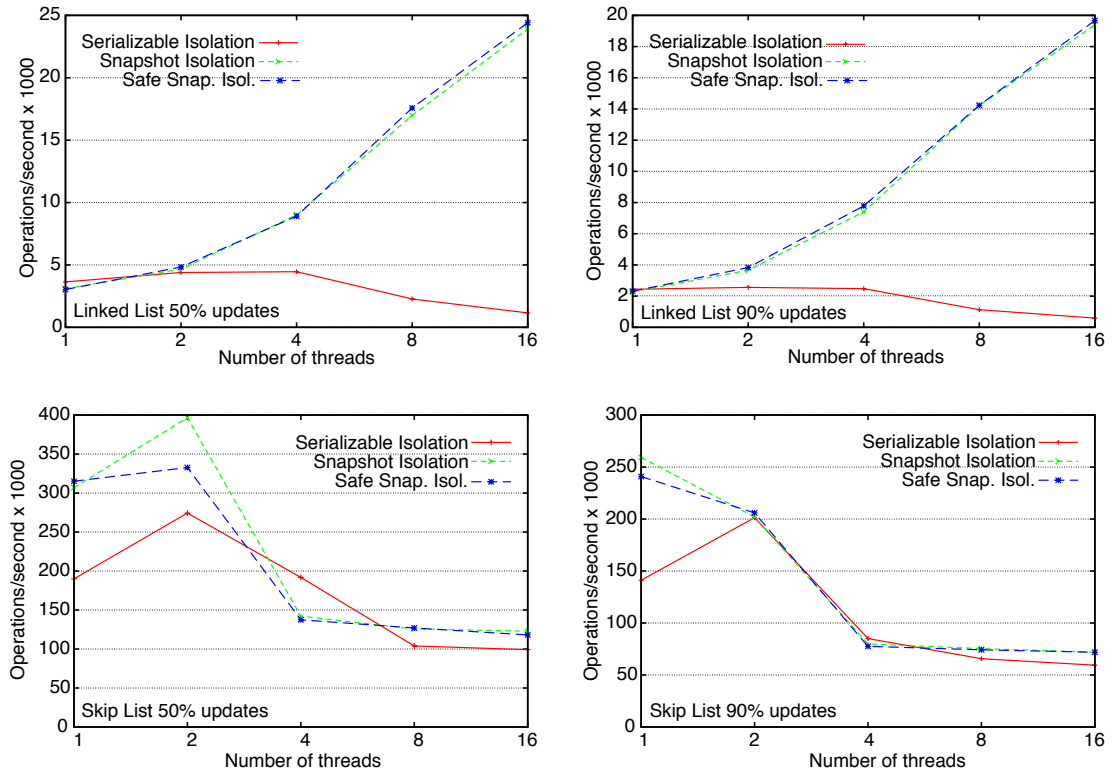 25
20
15
10
5
0
Operations/second x 1000
Serializable Isolation
Snapshot Isolation
Safe Snap. Isol.
Linked List 50% updates
1 2 4 8 16
Number of threads
20
18
16
14
12
10
8
6
4
2
0
Operations/second x 1000
Serializable Isolation
Snapshot Isolation
Safe Snap. Isol.
Linked List 90% updates
1 2 4 8 16
Number of threads
400
350
300
250
200
150
100
50
0
Operations/second x 1000
Serializable Isolation
Snapshot Isolation
Safe Snap. Isol.
Skip List 50% updates
1 2 4 8 16
Number of threads
300
250
200
150
100
50
0
Operations/second x 1000
Serializable Isolation
Snapshot Isolation
Safe Snap. Isol.
Skip List 90% updates
1 2 4 8 16
Number of threads